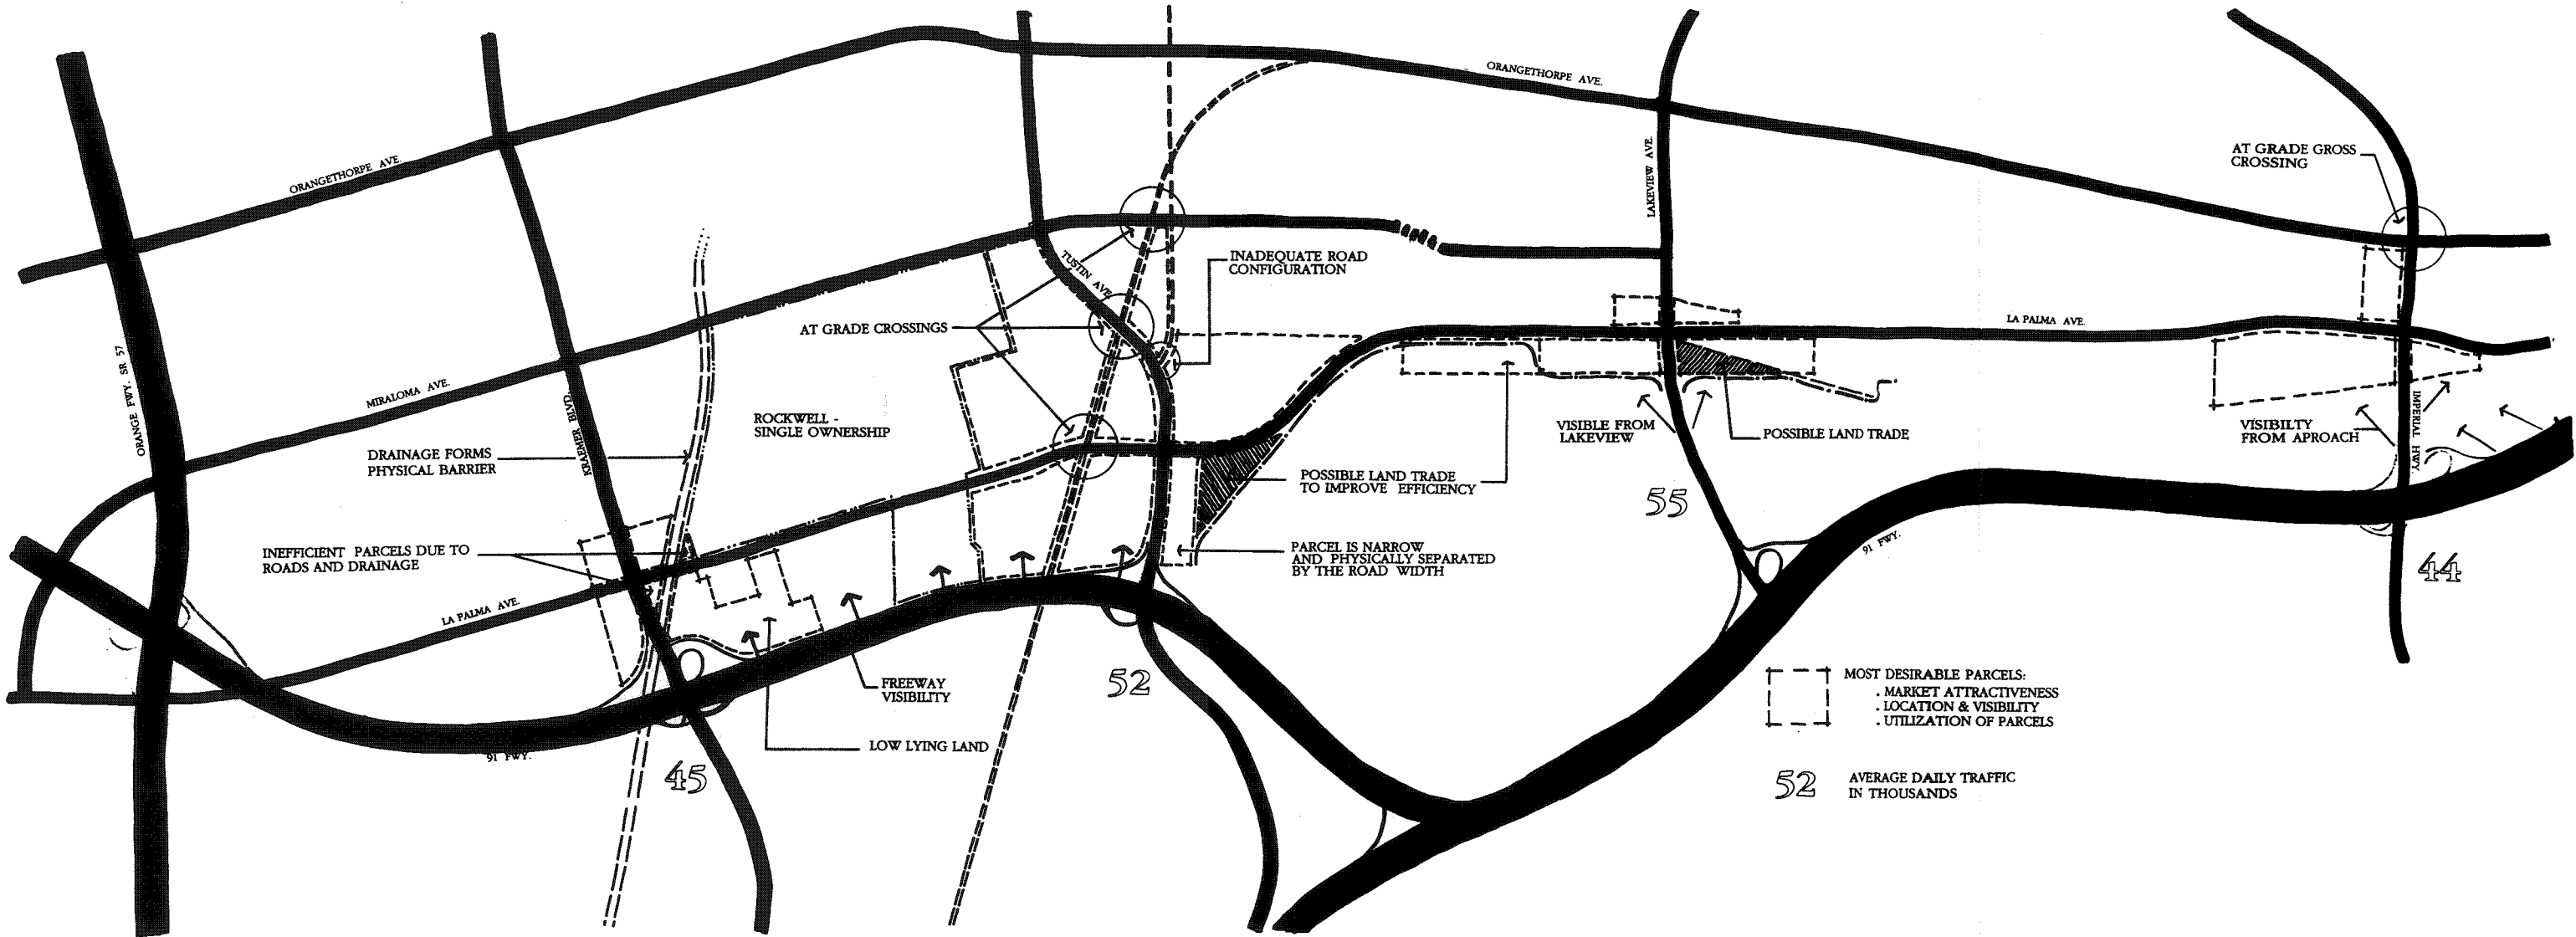 ORANGETHORPE AVE.
ORANGETHORPE AVE.
AT GRADE GROSS
CROSSING
LAKEVIEW AVE.
INADEQUATE ROAD
CONFIGURATION
TUSTIN AVE.
AT GRADE CROSSINGS
LA PALMA AVE.
ORANGE FWY. SR 57
MIRALOMA AVE.
KRAEMER BLVD.
ROCKWELL -
SINGLE OWNERSHIP
DRAINAGE FORMS
PHYSICAL BARRIER
VISIBLE FROM
LAKEVIEW
POSSIBLE LAND TRADE
VISIBILTY
FROM APROACH
IMPERIAL HWY.
POSSIBLE LAND TRADE
TO IMPROVE EFFICIENCY
55
INEFFICIENT PARCELS DUE TO
ROADS AND DRAINAGE
PARCEL IS NARROW
AND PHYSICALLY SEPARATED
BY THE ROAD WIDTH
91 FWY.
44
LA PALMA AVE.
FREEWAY
VISIBILITY
52
LOW LYING LAND
91 FWY.
45
MOST DESIRABLE PARCELS:
. MARKET ATTRACTIVENESS
. LOCATION & VISIBILITY
. UTILIZATION OF PARCELS
52 AVERAGE DAILY TRAFFIC
IN THOUSANDS